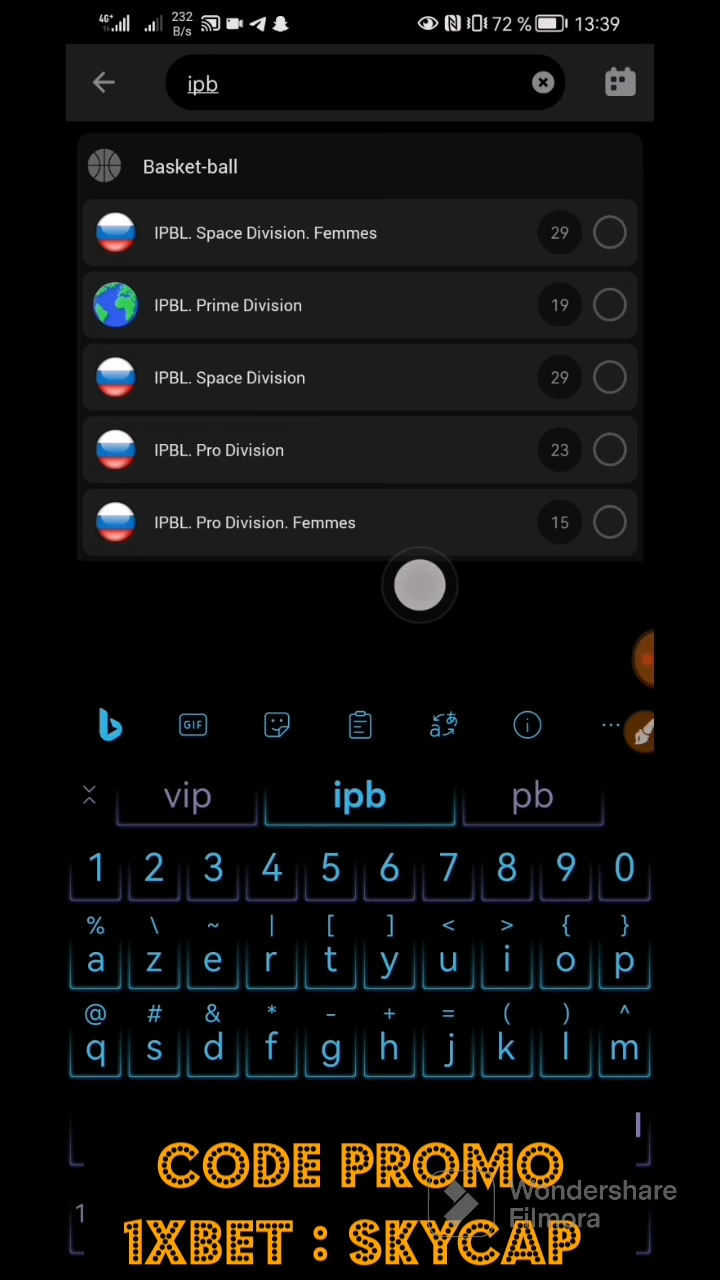 4G+ 232 B/s 72 % 13:39
ipb
Basket-ball
IPBL. Space Division. Femmes 29
IPBL. Prime Division 19
IPBL. Space Division 29
IPBL. Pro Division 23
IPBL. Pro Division. Femmes 15
GIF
vip ipb pb
1 2 3 4 5 6 7 8 9 0
% \ ~ | [ ] < > { }
a z e r t y u i o p
@ # & * - + = ( ) ^
q s d f g h j k l m
CODE PROMO
Wondershare
Filmora
1
1XBET : SKYCAP